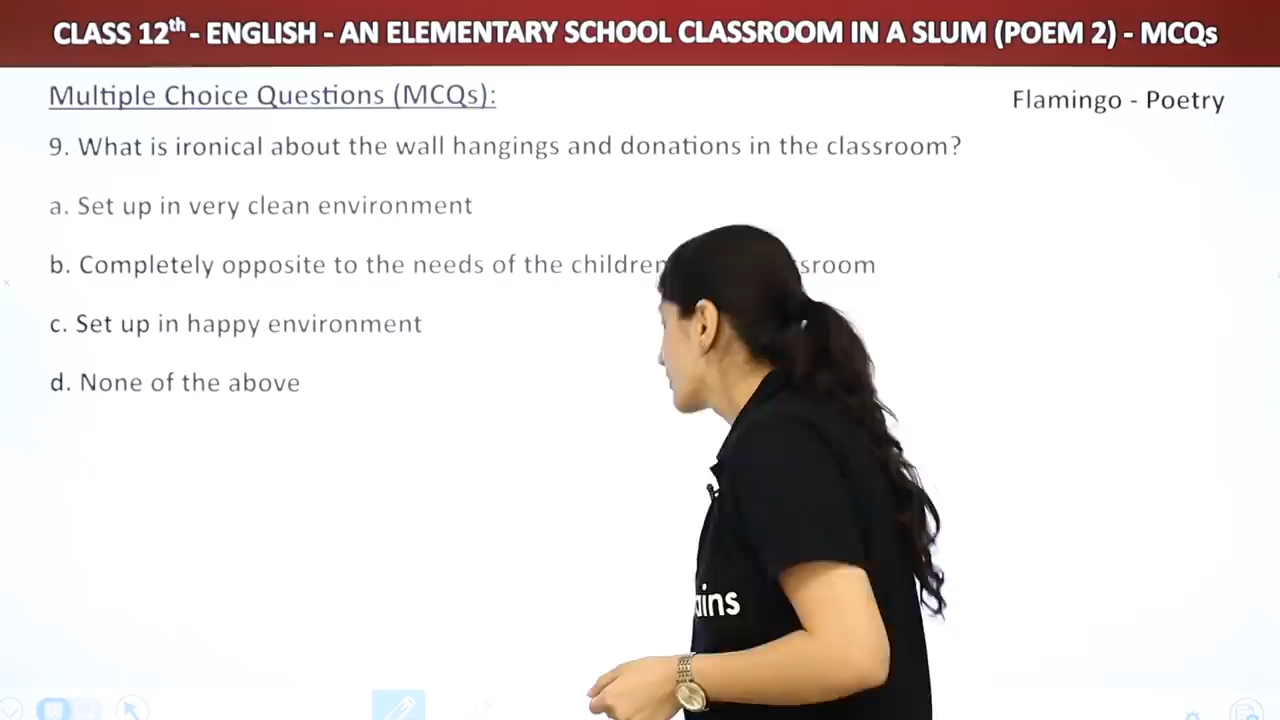 CLASS 12th - ENGLISH - AN ELEMENTARY SCHOOL CLASSROOM IN A SLUM (POEM 2) - MCQs
Multiple Choice Questions (MCQs):
Flamingo - Poetry
9. What is ironical about the wall hangings and donations in the classroom?
a. Set up in very clean environment
b. Completely opposite to the needs of the children sroom
c. Set up in happy environment
d. None of the above
ains